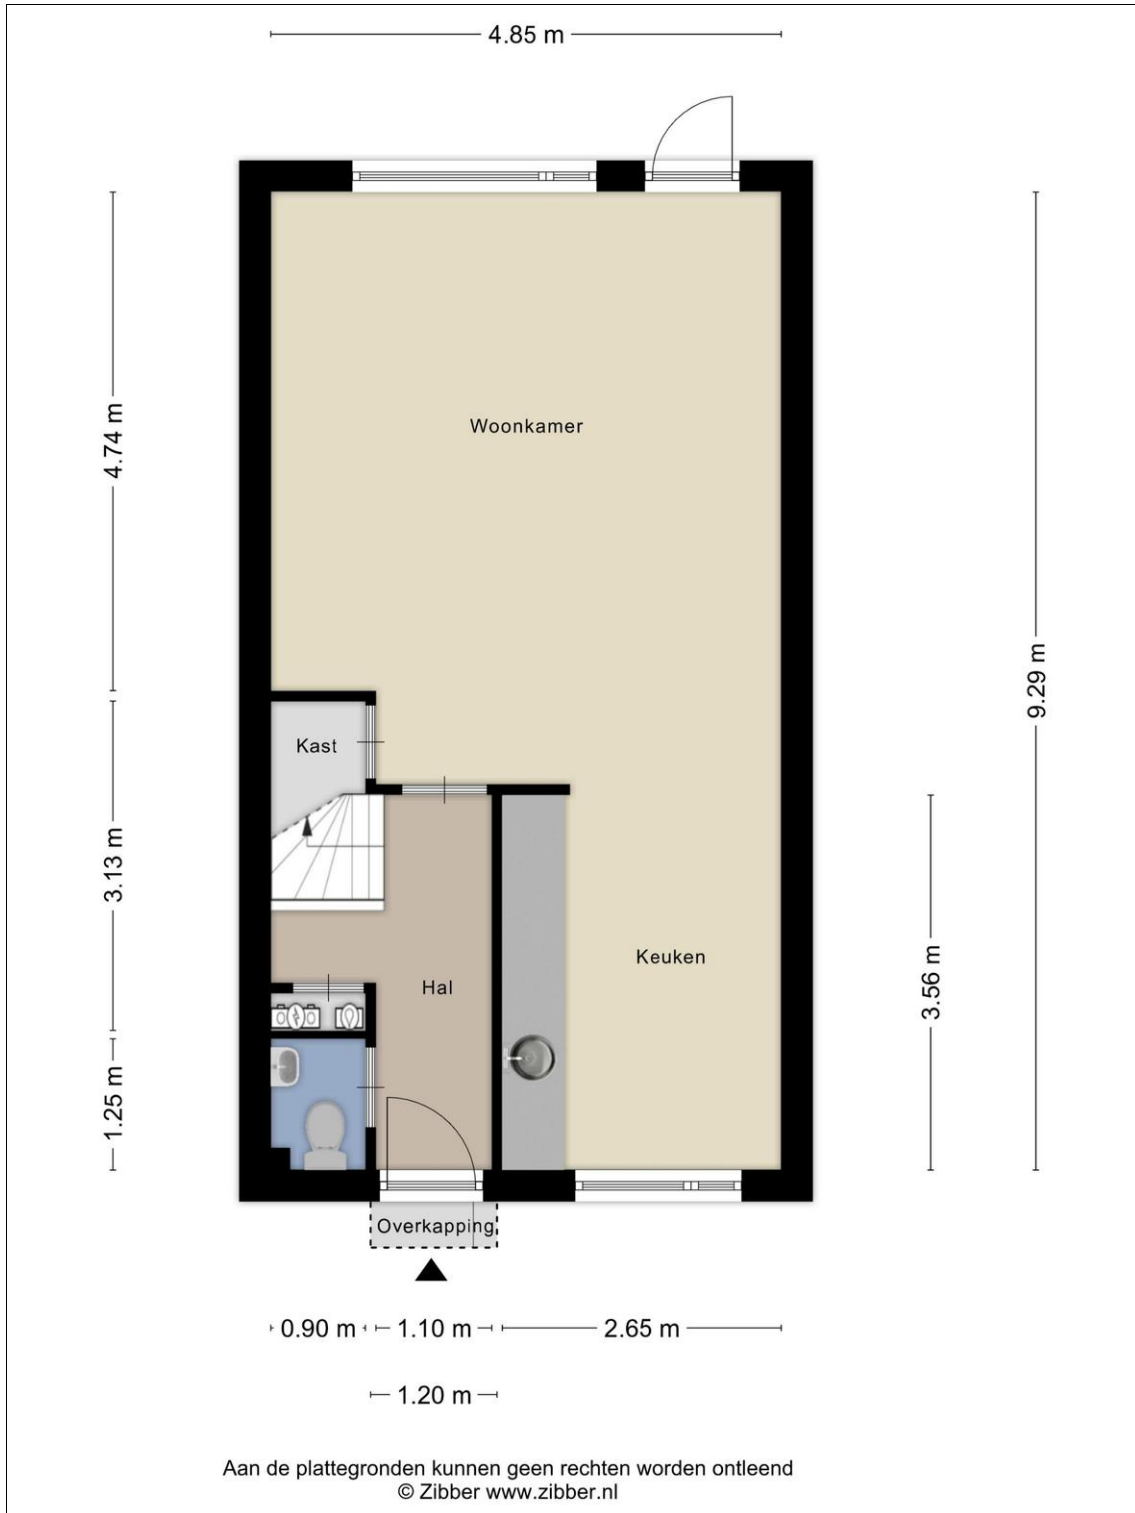 4.85 m
Woonkamer
4.74 m
9.29 m
Kast
3.13 m
Keuken
3.56 m
Hal
1.25 m
Overkapping
0.90 m
1.10 m
2.65 m
1.20 m
Aan de plattegronden kunnen geen rechten worden ontleend
© Zibber www.zibber.nl